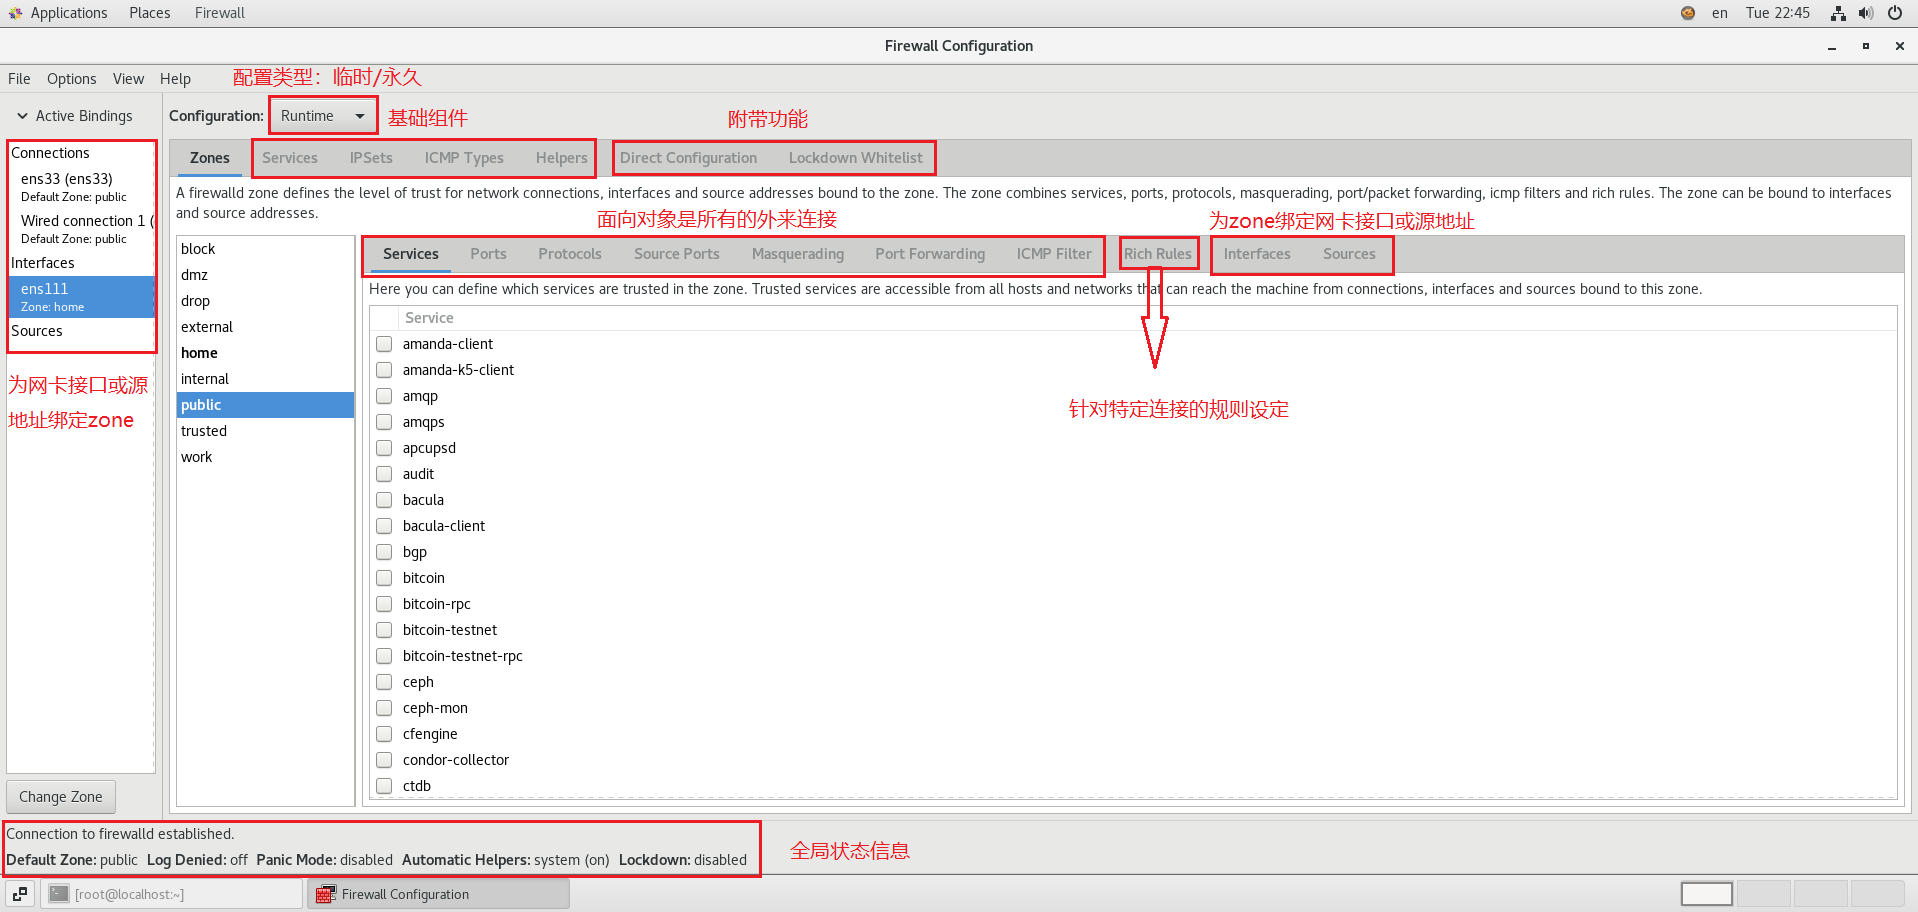 Applications Places Firewall en Tue 22:45
Firewall Configuration
File Options View Help
配置类型：临时/永久
Active Bindings
Configuration: Runtime
基础组件
附带功能
Connections
ens33 (ens33)
Default Zone: public
Wired connection 1 (
Default Zone: public
Interfaces
ens111
Zone: home
Sources
为网卡接口或源
地址绑定zone
Change Zone
Zones Services IPSets ICMP Types Helpers Direct Configuration Lockdown Whitelist
A firewalld zone defines the level of trust for network connections, interfaces and source addresses bound to the zone. The zone combines services, ports, protocols, masquerading, port/packet forwarding, icmp filters and rich rules. The zone can be bound to interfaces
and source addresses.
面向对象是所有的外来连接
为zone绑定网卡接口或源地址
block
dmz
drop
external
home
internal
public
trusted
work
Services Ports Protocols Source Ports Masquerading Port Forwarding ICMP Filter Rich Rules Interfaces Sources
Here you can define which services are trusted in the zone. Trusted services are accessible from all hosts and networks that can reach the machine from connections, interfaces and sources bound to this zone.
Service
amanda-client
amanda-k5-client
amqp
amqps
apcupsd
audit
bacula
bacula-client
bgp
bitcoin
bitcoin-rpc
bitcoin-testnet
bitcoin-testnet-rpc
ceph
ceph-mon
cfengine
condor-collector
ctdb
针对特定连接的规则设定
Connection to firewalld established.
Default Zone: public Log Denied: off Panic Mode: disabled Automatic Helpers: system (on) Lockdown: disabled
全局状态信息
[root@localhost:~] Firewall Configuration